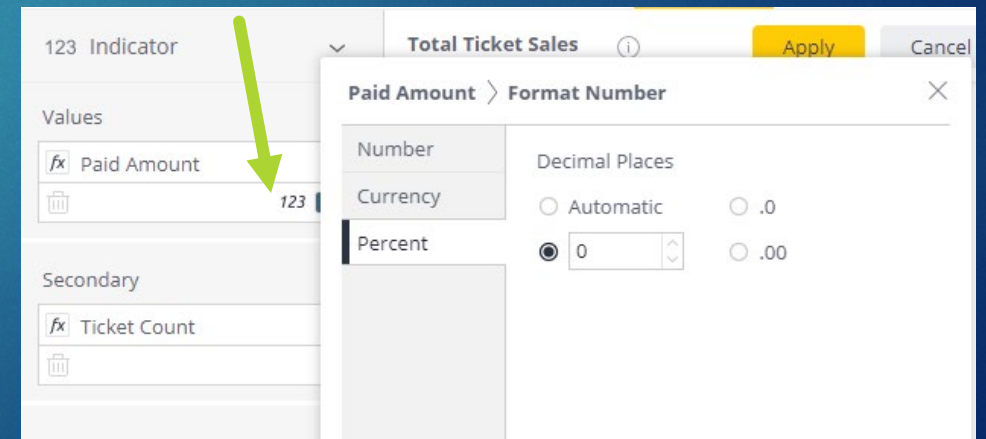 123 Indicator
Total Ticket Sales
Apply
Cancel
Values
fx Paid Amount
123
Secondary
fx Ticket Count
Paid Amount > Format Number
Number
Currency
Percent
Decimal Places
Automatic
.0
0
.00